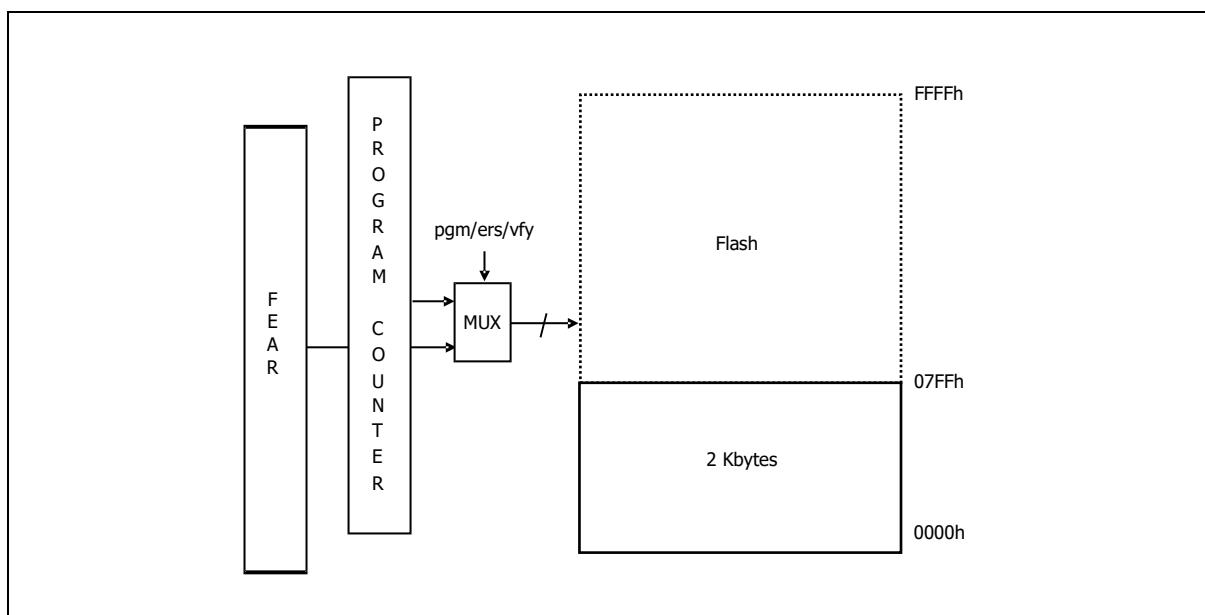 FEAR
PROGRAM COUNTER
pgm/ers/vfy
MUX
Flash
2 Kbytes
FFFFh
07FFh
0000h